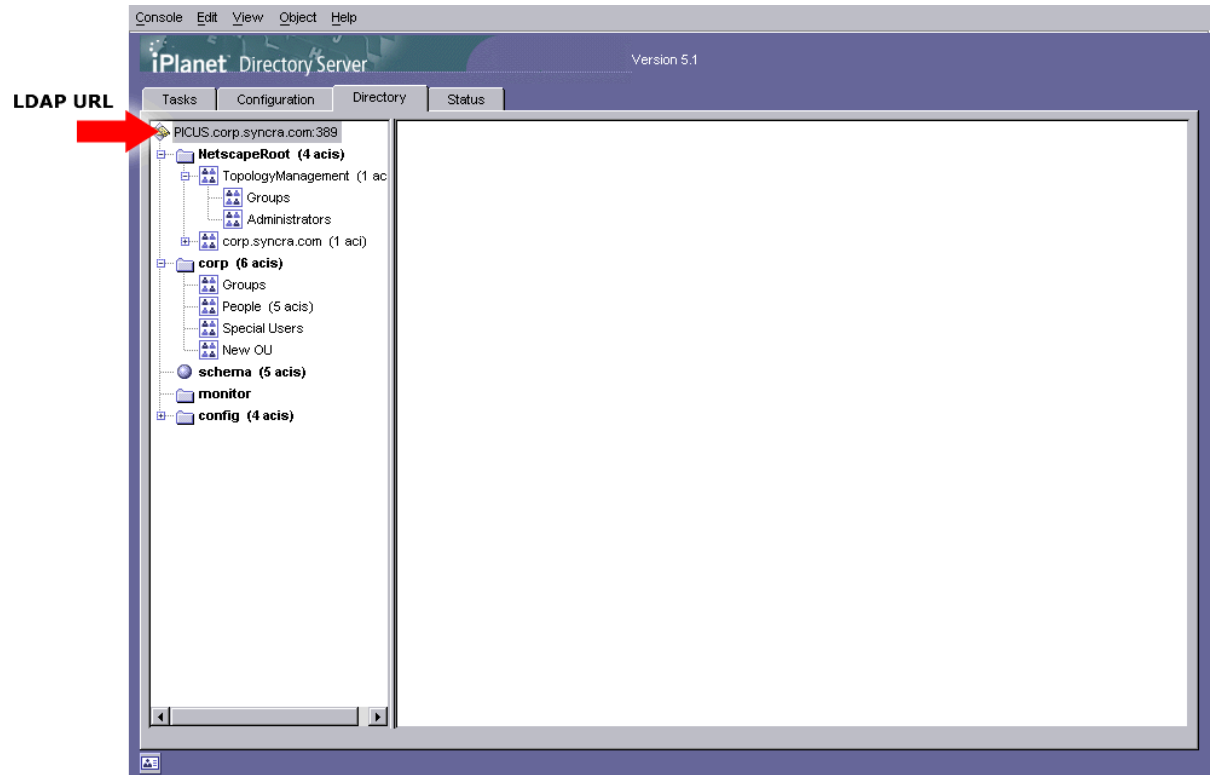 Console Edit View Object Help
iPlanet Directory Server
Version 5.1
LDAP URL
Tasks Configuration Directory Status
PICUS.corp.syncra.com:389
NetscapeRoot (4 acis)
TopologyManagement (1 ac
Groups
Administrators
corp.syncra.com (1 aci)
corp (6 acis)
Groups
People (5 acis)
Special Users
New OU
schema (5 acis)
monitor
config (4 acis)